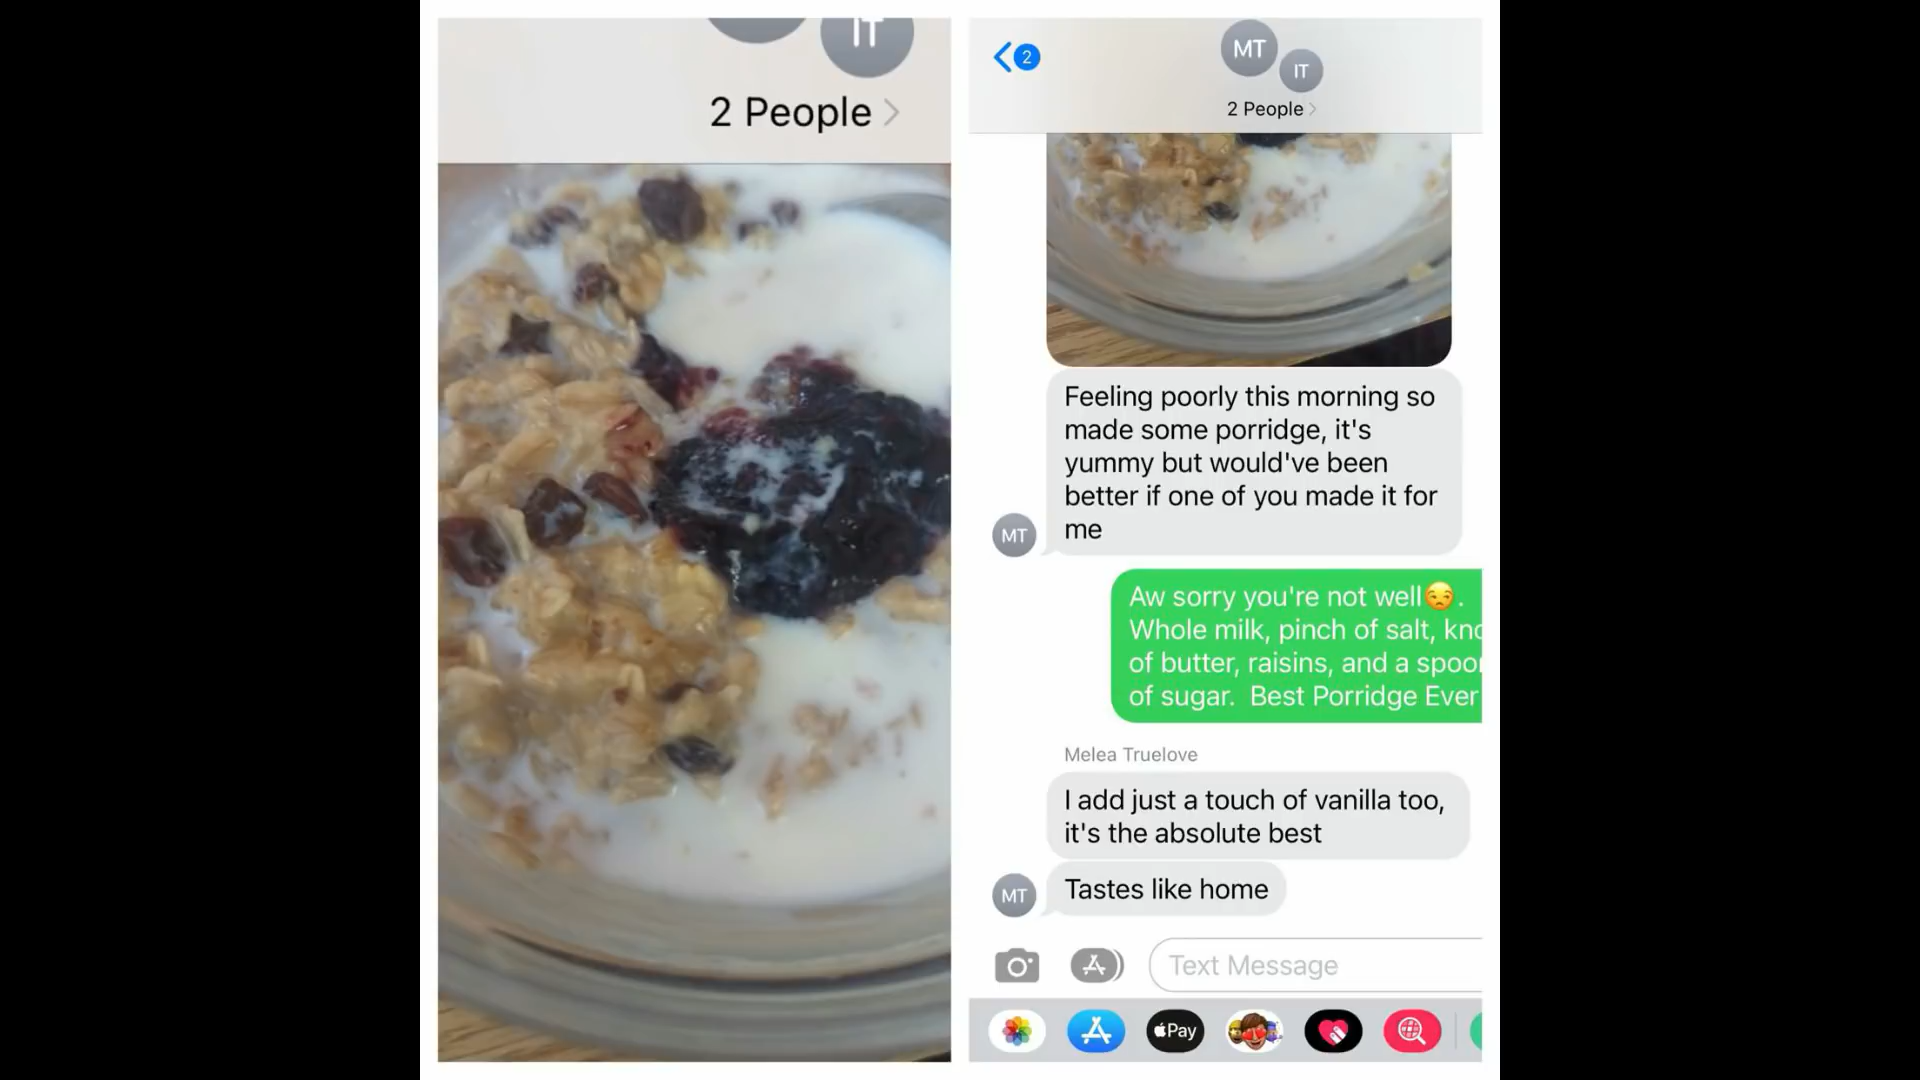 IT
2 People
2
MT
IT
2 People
Feeling poorly this morning so
made some porridge, it's
yummy but would've been
better if one of you made it for
me
MT
Aw sorry you're not well😒.
Whole milk, pinch of salt,
of butter, raisins, and a
of sugar.  Best Porridge Ever
Melea Truelove
I add just a touch of vanilla too,
it's the absolute best
Tastes like home
MT
Text Message
Pay